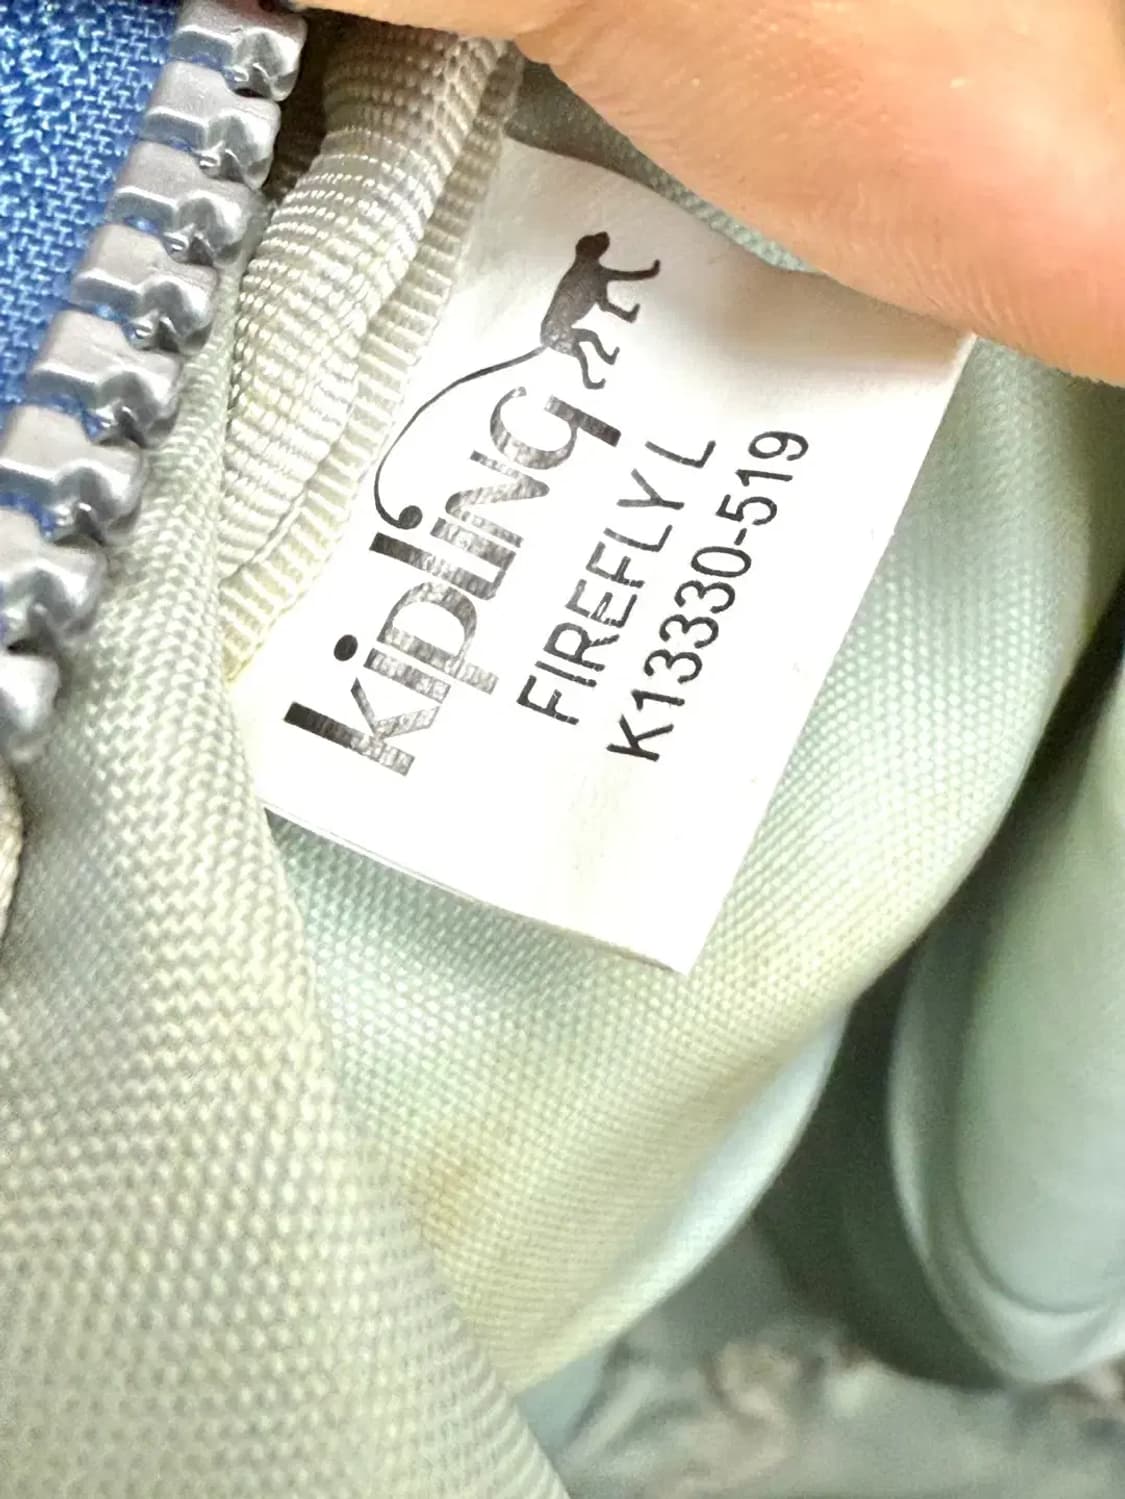 kipling
FIREFLY L
K13330-519